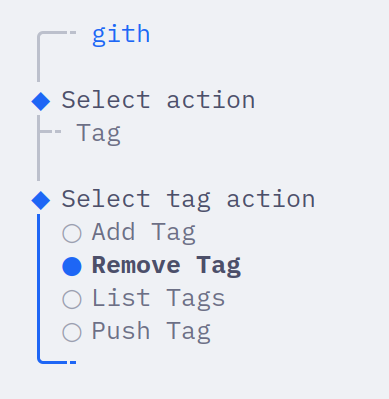 gith
Select action
Tag
Select tag action
Add Tag
Remove Tag
List Tags
Push Tag